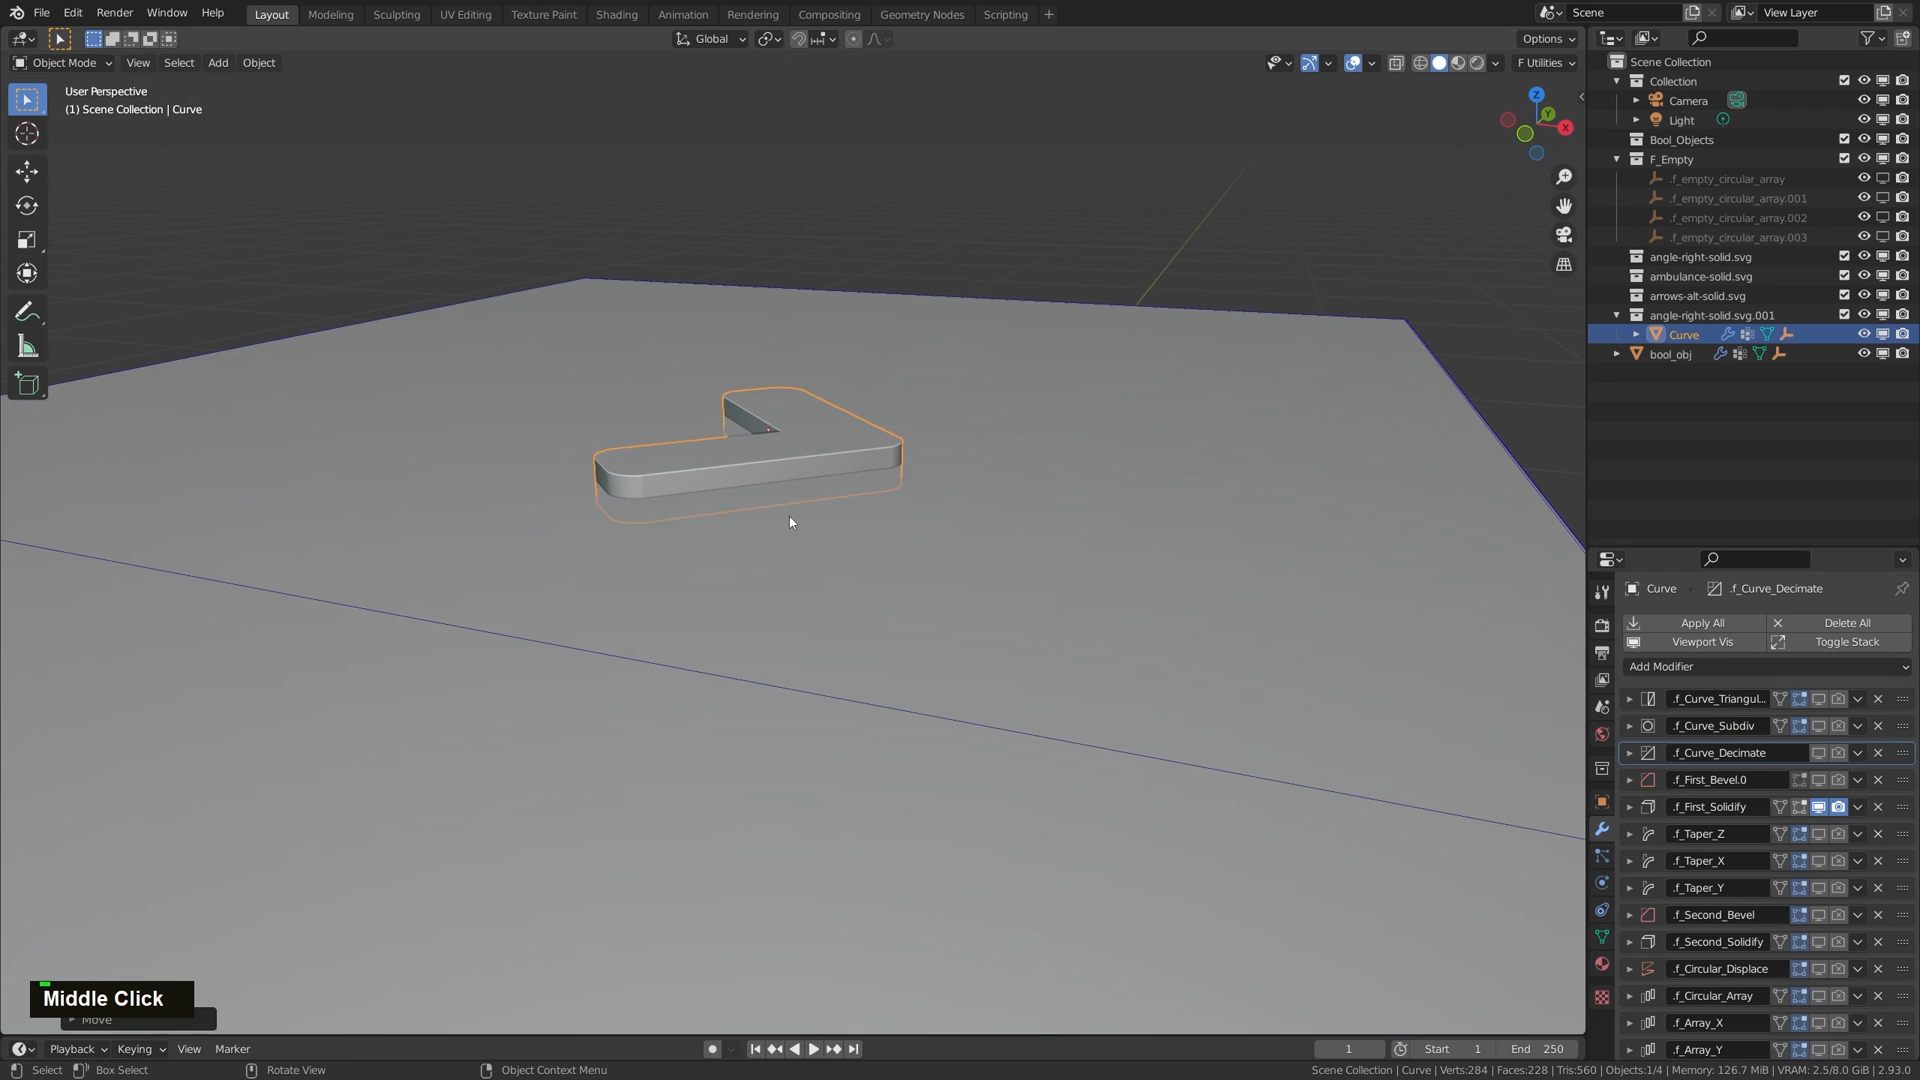 File Edit Render Window Help Layout Modeling Sculpting UV Editing Texture Paint Shading Animation Rendering Compositing Geometry Nodes Scripting + Scene View Layer
Global Options
Object Mode View Select Add Object F Utilities
User Perspective
(1) Scene Collection | Curve
Z
Y
X
Scene Collection
Collection
Camera
Light
Bool_Objects
F_Empty
.f_empty_circular_array
.f_empty_circular_array.001
.f_empty_circular_array.002
.f_empty_circular_array.003
angle-right-solid.svg
ambulance-solid.svg
arrows-alt-solid.svg
angle-right-solid.svg.001
Curve
bool_obj
Curve .f_Curve_Decimate
Apply All Delete All
Viewport Vis Toggle Stack
Add Modifier
.f_Curve_Triangul...
.f_Curve_Subdiv
.f_Curve_Decimate
.f_First_Bevel.0
.f_First_Solidify
.f_Taper_Z
.f_Taper_X
.f_Taper_Y
.f_Second_Bevel
.f_Second_Solidify
.f_Circular_Displace
.f_Circular_Array
.f_Array_X
.f_Array_Y
Middle Click
Move
Playback Keying View Marker 1 Start 1 End 250
Select Box Select Rotate View Object Context Menu Scene Collection | Curve | Verts:284 | Faces:228 | Tris:560 | Objects:1/4 | Memory: 126.7 MiB | VRAM: 2.5/8.0 GiB | 2.93.0